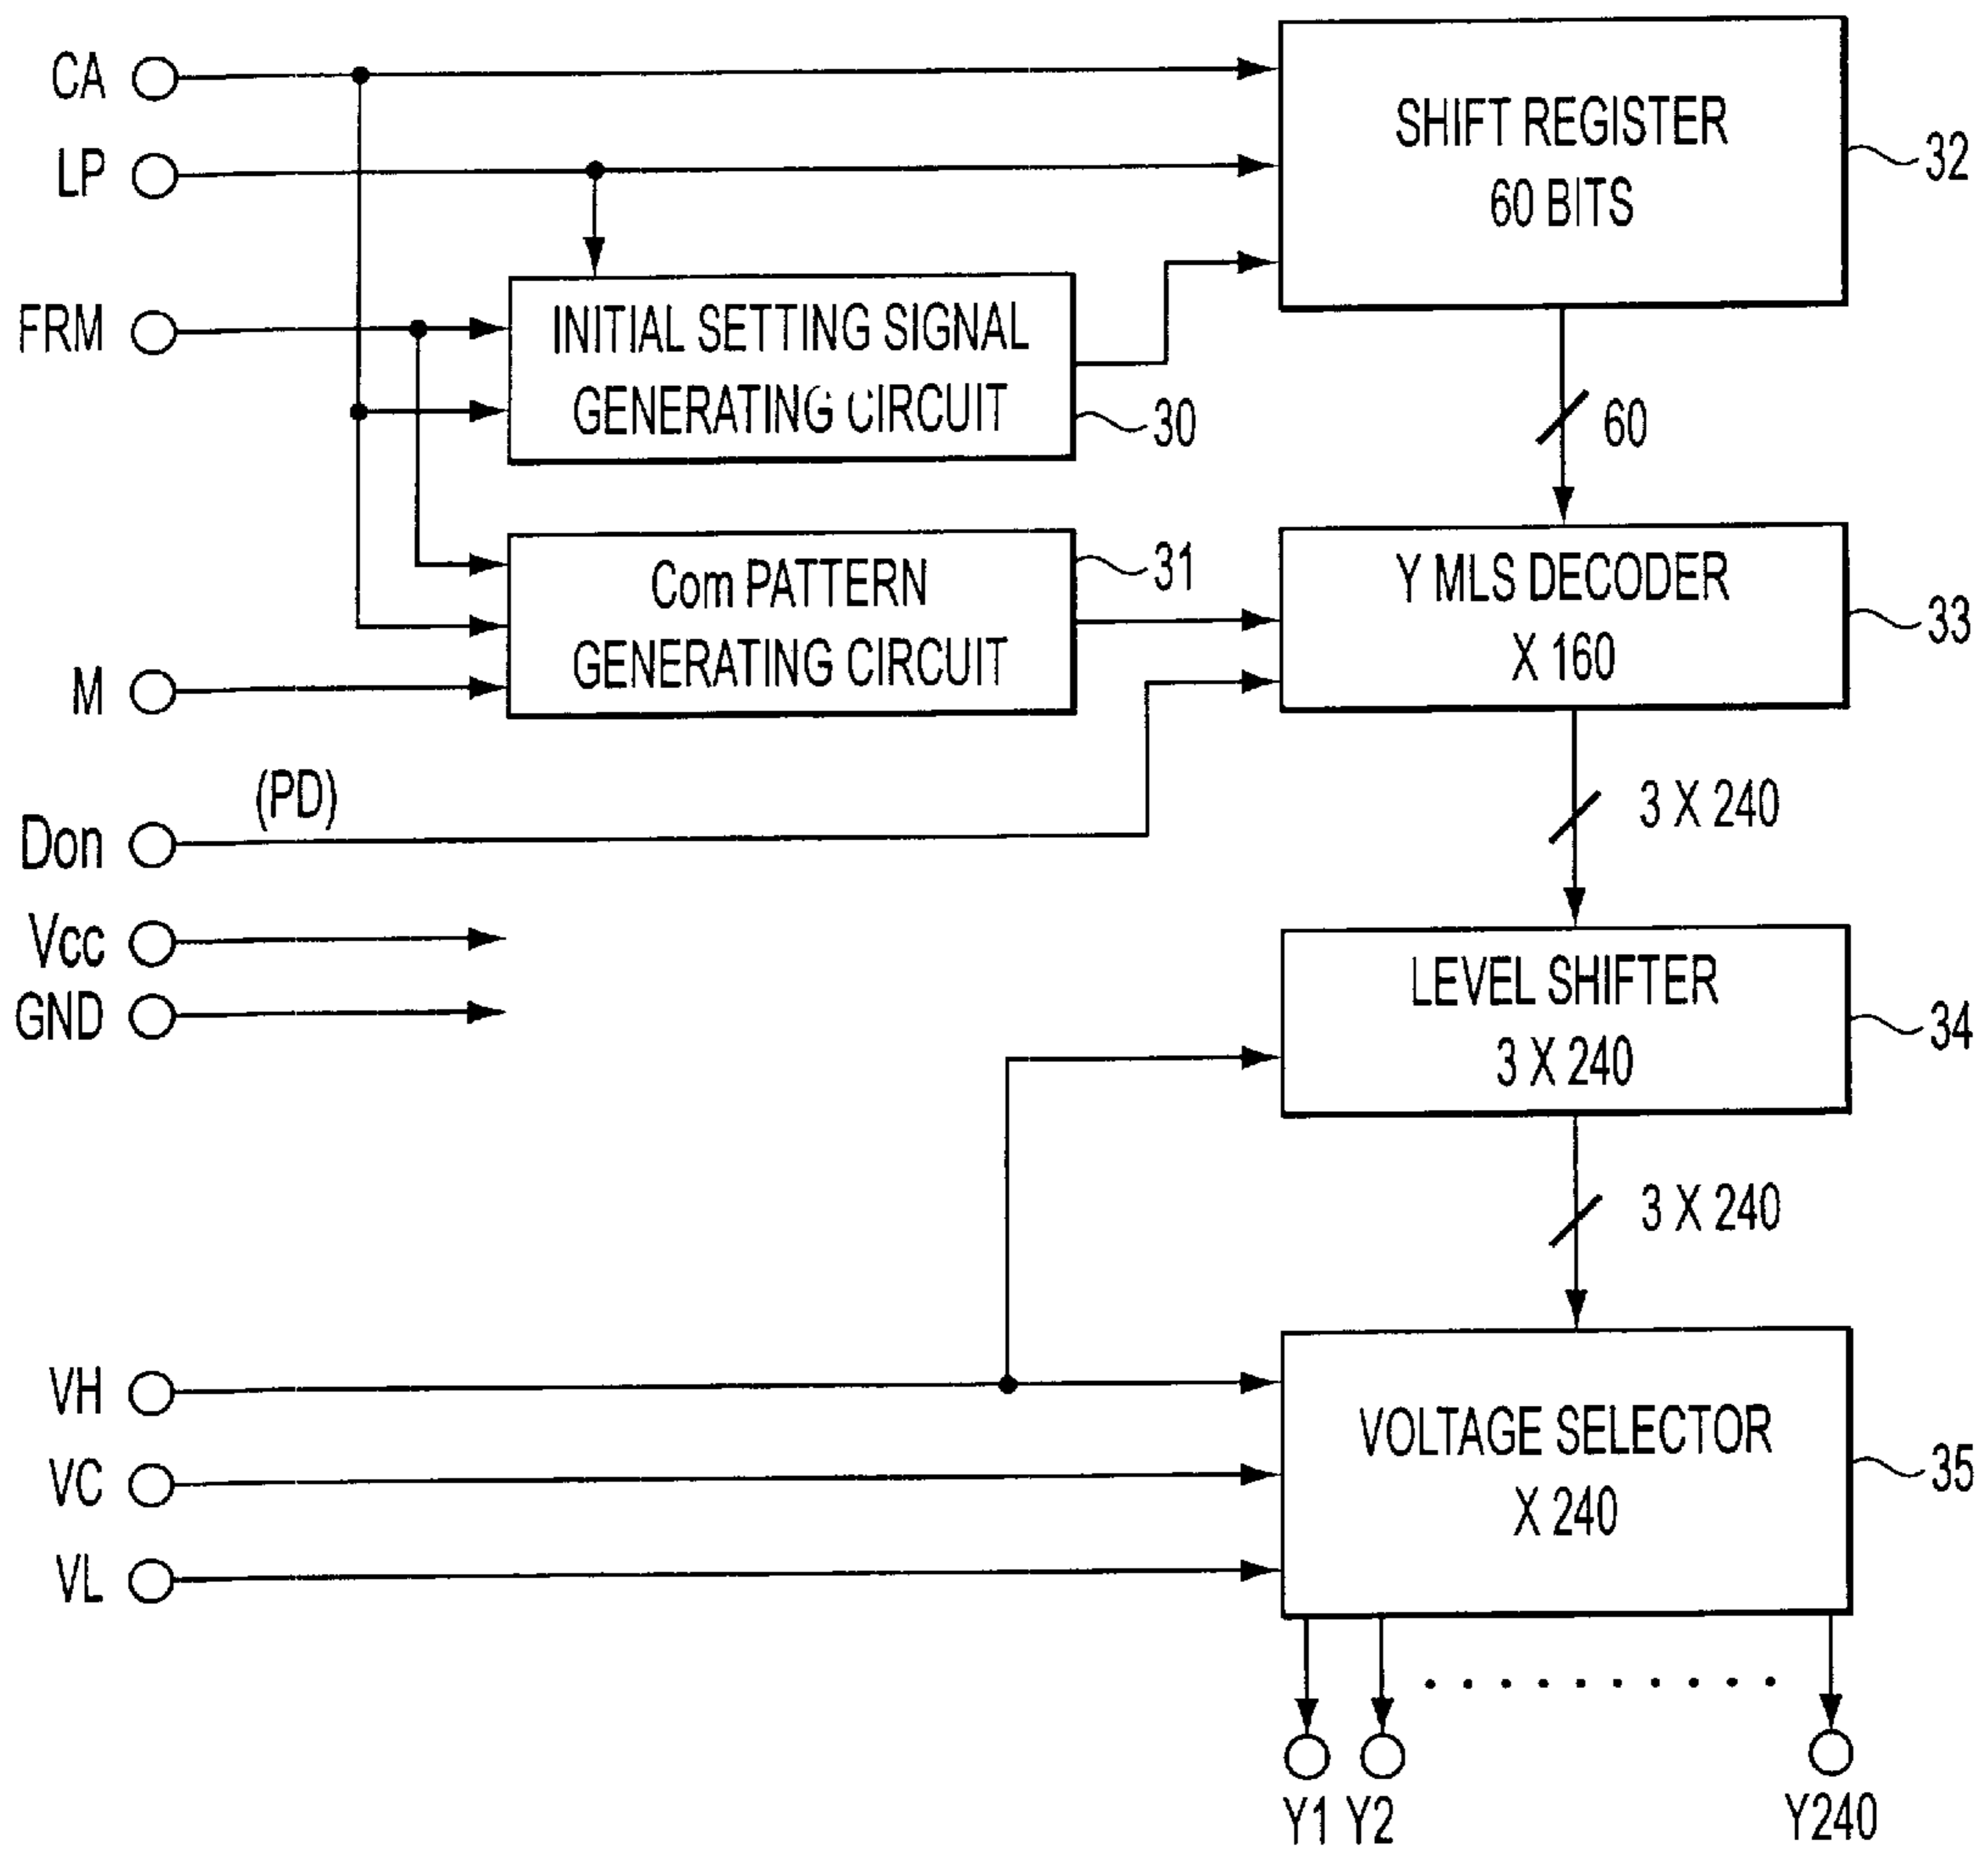 CA
LP
FRM
M
Don
(PD)
Vcc
GND
VH
VC
VL
SHIFT REGISTER
60 BITS
32
INITIAL SETTING SIGNAL
GENERATING CIRCUIT
30
60
Com PATTERN
GENERATING CIRCUIT
31
Y MLS DECODER
X 160
33
3 X 240
LEVEL SHIFTER
3 X 240
34
3 X 240
VOLTAGE SELECTOR
X 240
35
Y1
Y2
Y240